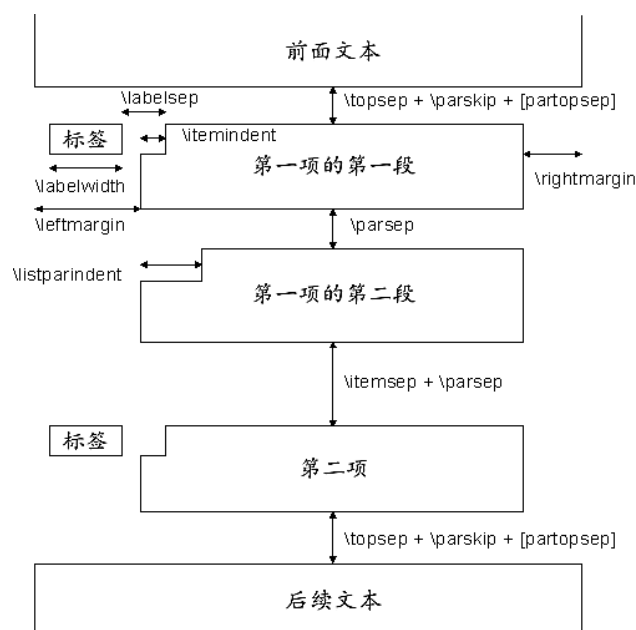 前面文本
\labelsep
\topsep + \parskip + [partopsep]
标签
\itemindent
第一项的第一段
\labelwidth
\rightmargin
\leftmargin
\parsep
\listparindent
第一项的第二段
\itemsep + \parsep
标签
第二项
\topsep + \parskip + [partopsep]
后续文本